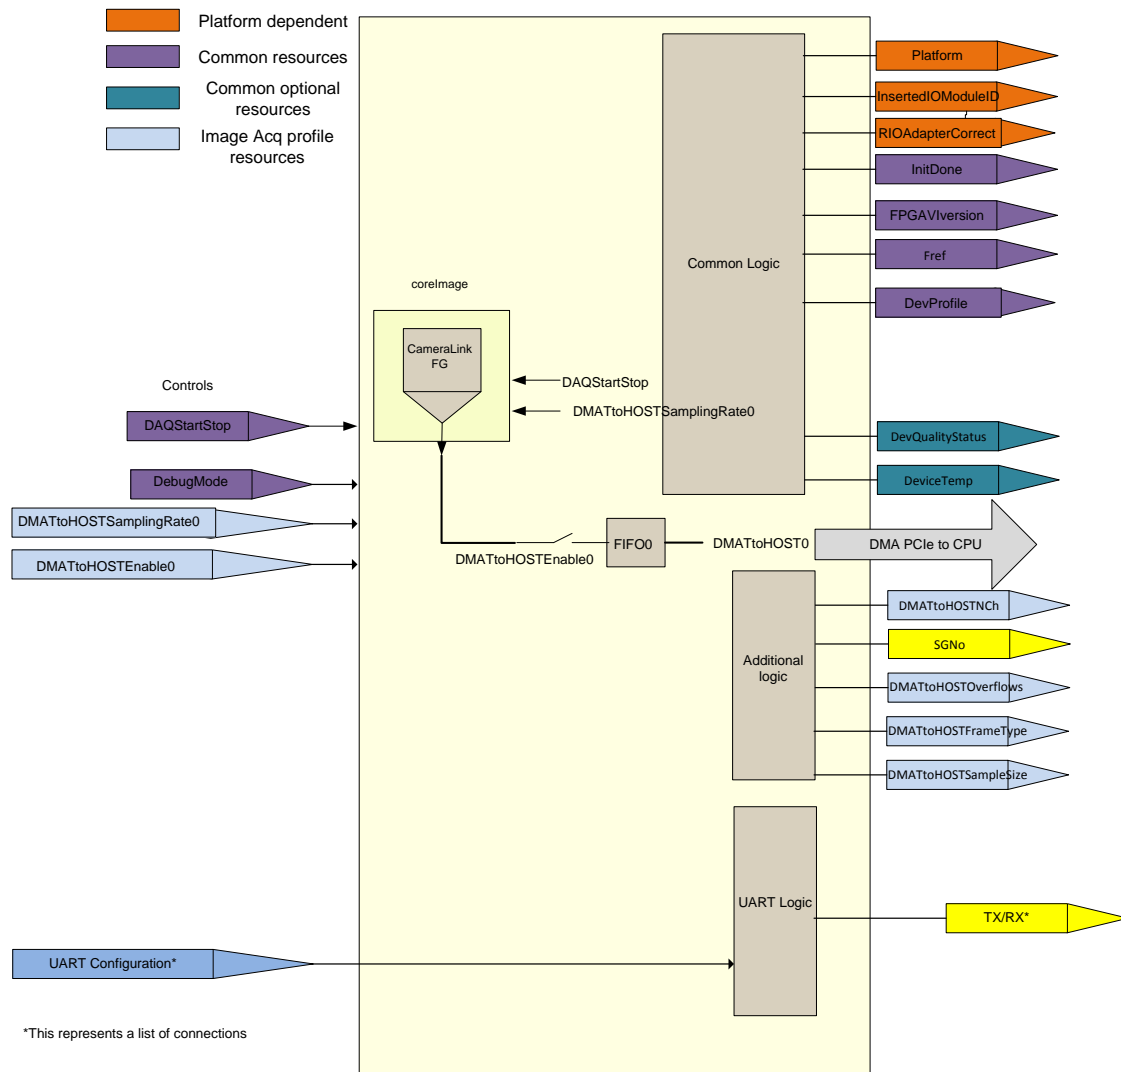 Platform dependent
Common resources
Common optional
resources
Image Acq profile
resources
Platform
InsertedIOModuleID
RIOAdapterCorrect
InitDone
FPGAVIversion
Fref
DevProfile
Common Logic
coreImage
CameraLink
FG
DAQStartStop
DMATtoHOSTSamplingRate0
Controls
DAQStartStop
DebugMode
DMATtoHOSTSamplingRate0
DMATtoHOSTEnable0
DevQualityStatus
DeviceTemp
DMATtoHOSTEnable0
FIFO0
DMATtoHOST0
DMA PCIe to CPU
Additional
logic
DMATtoHOSTNCh
SGNo
DMATtoHOSTOverflows
DMATtoHOSTFrameType
DMATtoHOSTSampleSize
UART Logic
TX/RX*
UART Configuration*
*This represents a list of connections